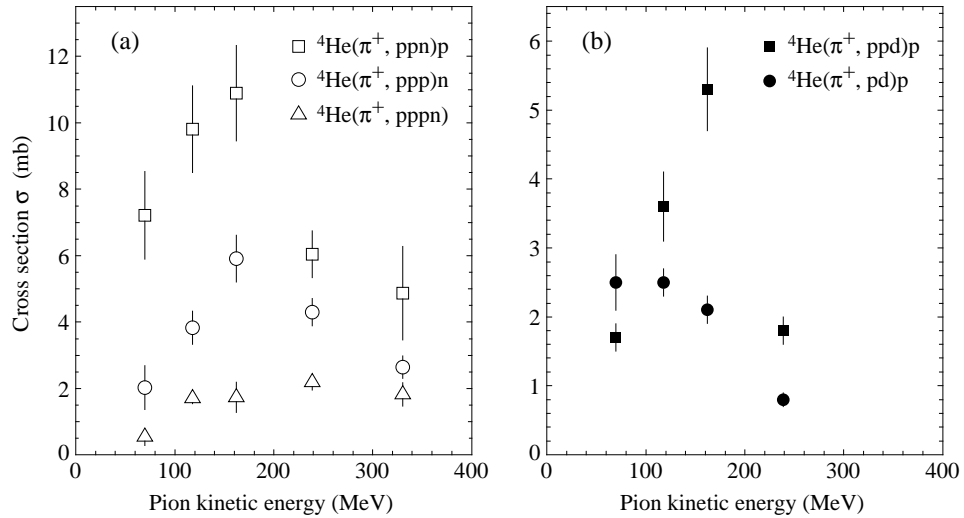 (a)
⁴He(π⁺, ppn)p
⁴He(π⁺, ppp)n
⁴He(π⁺, pppn)
Cross section σ (mb)
12
10
8
6
4
2
0
0 100 200 300 400
Pion kinetic energy (MeV)
(b)
⁴He(π⁺, ppd)p
⁴He(π⁺, pd)p
6
5
4
3
2
1
0
0 100 200 300 400
Pion kinetic energy (MeV)